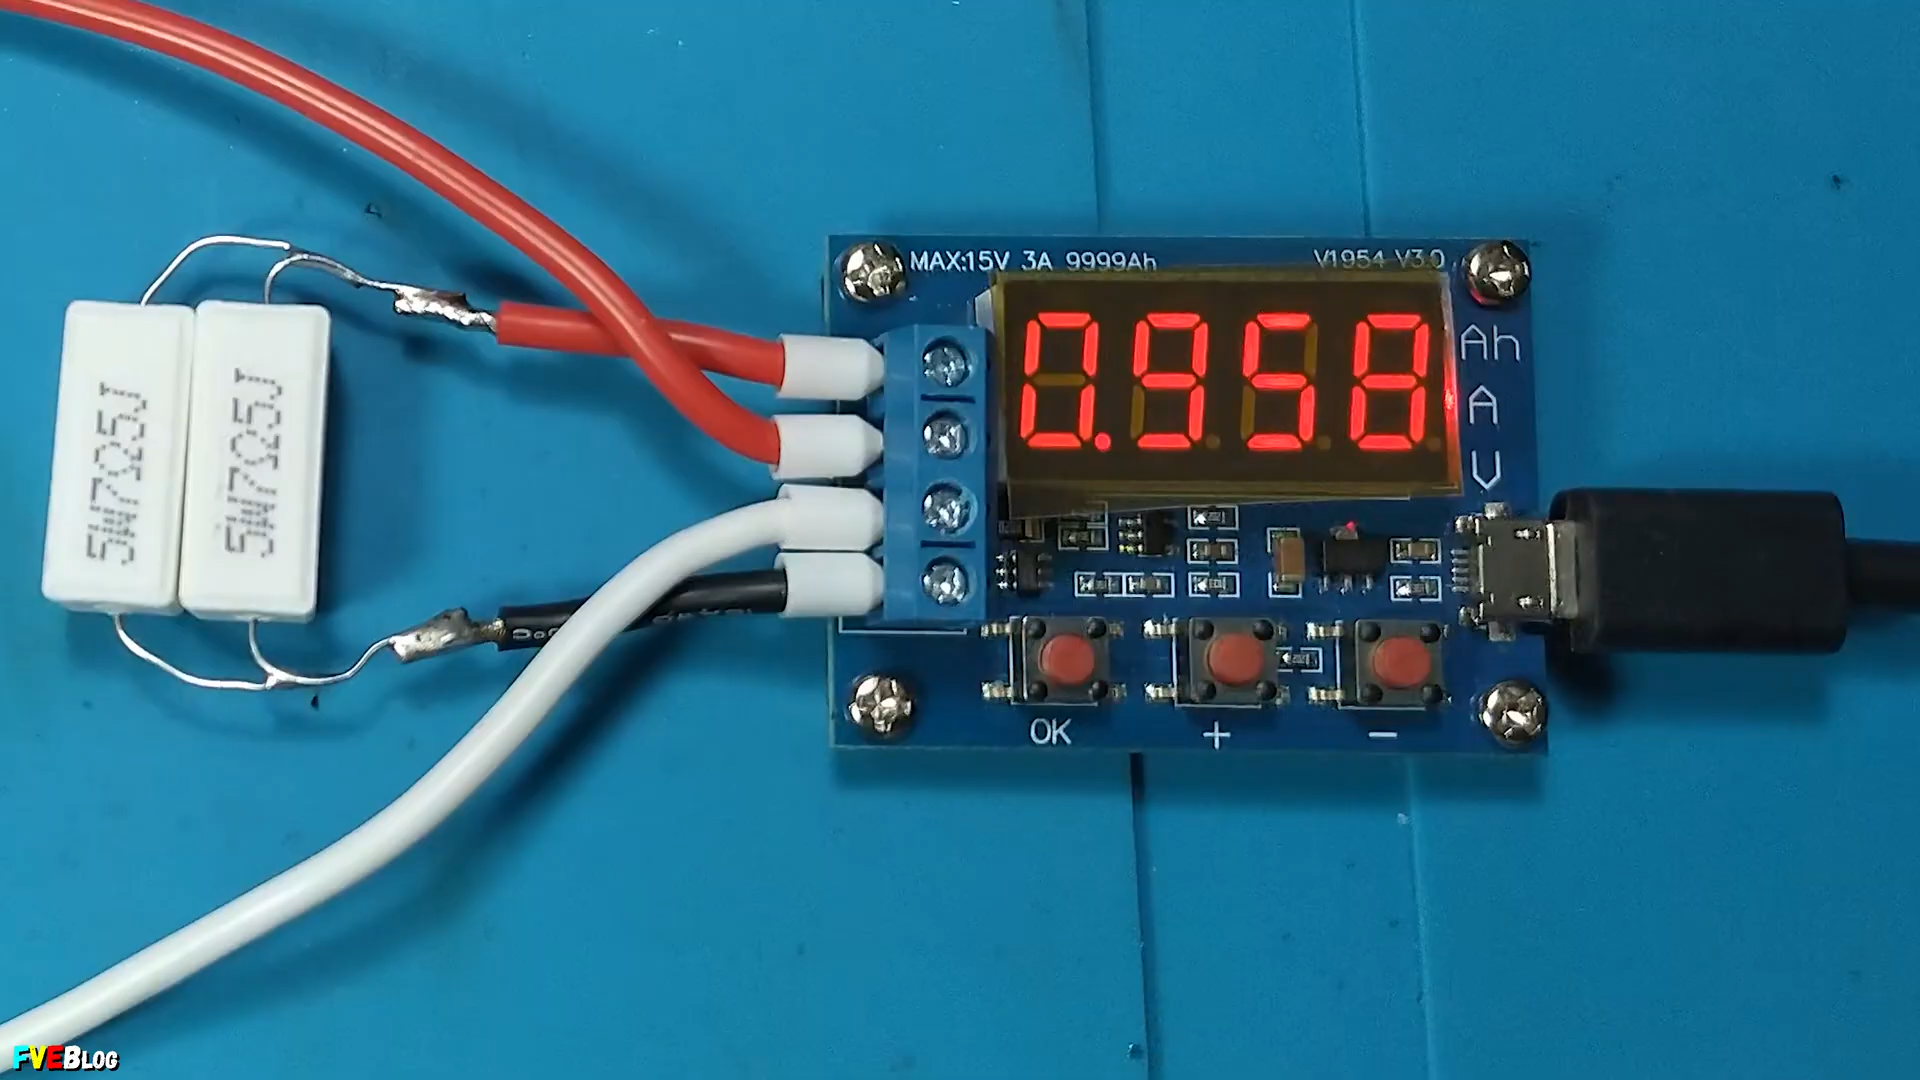 MAX:15V 3A 9999Ah
V1954 V3.0
0.958
Ah
A
V
5W7Ω5J
5W7Ω5J
OK
+
−
FVEBLOG